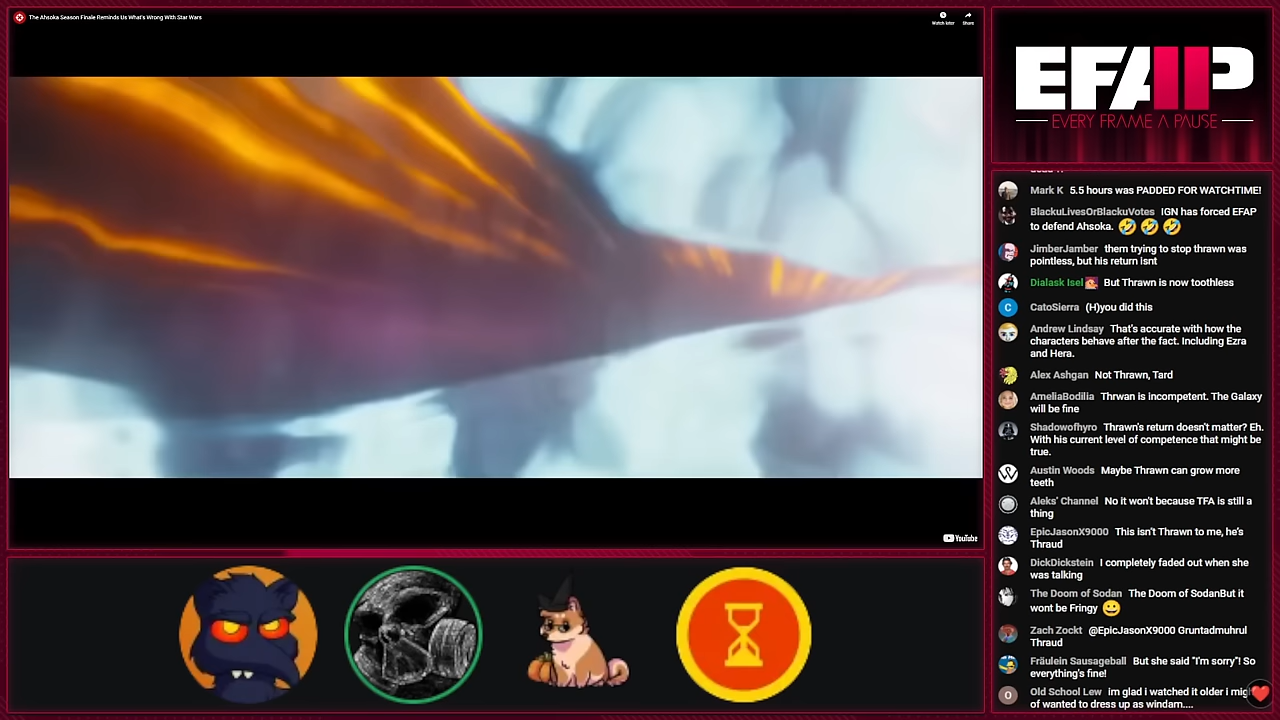 The Ahsoka Season Finale Reminds Us What's Wrong With Star Wars
Watch later
Share
YouTube
EFAP
EVERY FRAME A PAUSE
Mark K 5.5 hours was PADDED FOR WATCHTIME!
BlackuLivesOrBlackuVotes IGN has forced EFAP
to defend Ahsoka. 🤣 🤣 🤣
JimberJamber them trying to stop thrawn was
pointless, but his return isnt
Dialask Isel But Thrawn is now toothless
C
CatoSierra (H)you did this
Andrew Lindsay That's accurate with how the
characters behave after the fact. Including Ezra
and Hera.
Alex Ashgan Not Thrawn, Tard
AmeliaBodilia Thrwan is incompetent. The Galaxy
will be fine
Shadowofhyro Thrawn's return doesn't matter? Eh.
With his current level of competence that might be
true.
Austin Woods Maybe Thrawn can grow more
teeth
Aleks' Channel No it won't because TFA is still a
thing
EpicJasonX9000 This isn't Thrawn to me, he's
Thraud
DickDickstein I completely faded out when she
was talking
The Doom of Sodan The Doom of SodanBut it
wont be Fringy 😀
Zach Zockt @EpicJasonX9000 Gruntadmuhrul
Thraud
Fräulein Sausageball But she said "I'm sorry"! So
everything's fine!
O
Old School Lew im glad i watched it older i
of wanted to dress up as windam....